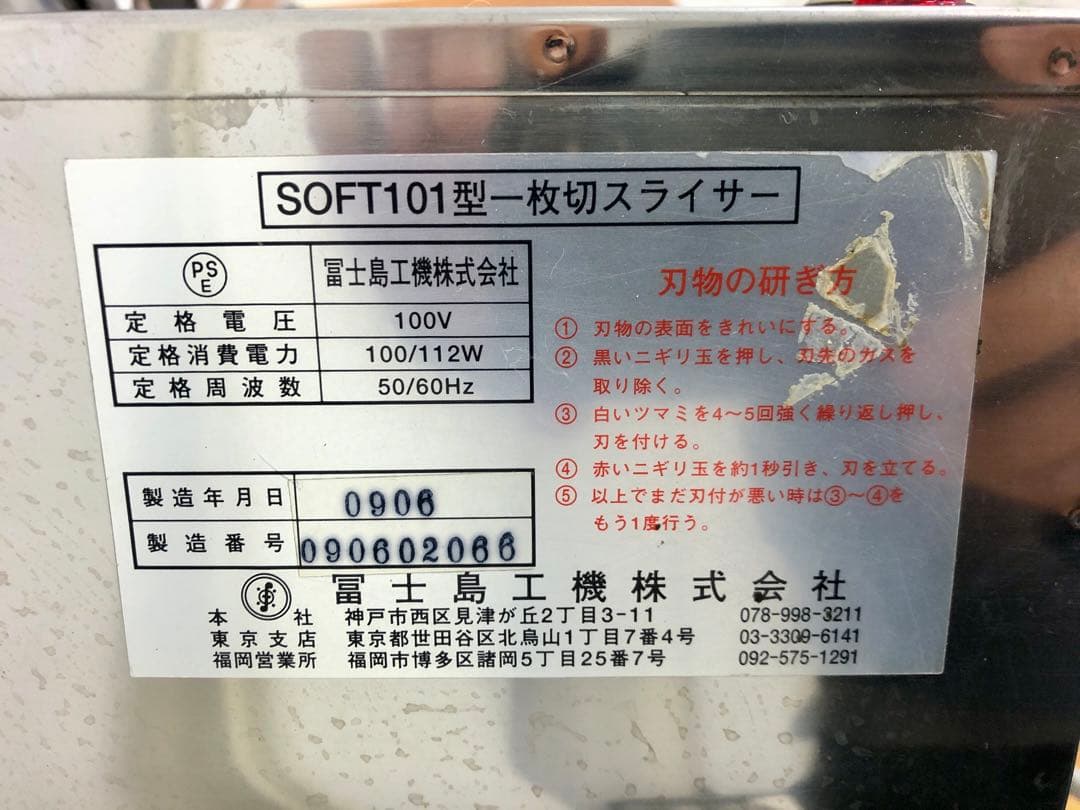 SOFT101型一枚切スライサー
PSE 冨士島工機株式会社
定格電圧 100V
定格消費電力 100/112W
定格周波数 50/60Hz
製造年月日 0906
製造番号 090602066
刃物の研ぎ方
① 刃物の表面をきれいにする。
② 黒いニギリ玉を押し、刃先のカスを
取り除く。
③ 白いツマミを4〜5回強く繰り返し押し、
刃を付ける。
④ 赤いニギリ玉を約1秒引き、刃を立てる。
⑤ 以上でまだ刃付が悪い時は③〜④を
もう1度行う。
冨士島工機株式会社
本社 神戸市西区見津が丘2丁目3-11 078-998-3211
東京支店 東京都世田谷区北烏山1丁目7番4号 03-3309-6141
福岡営業所 福岡市博多区諸岡5丁目25番7号 092-575-1291